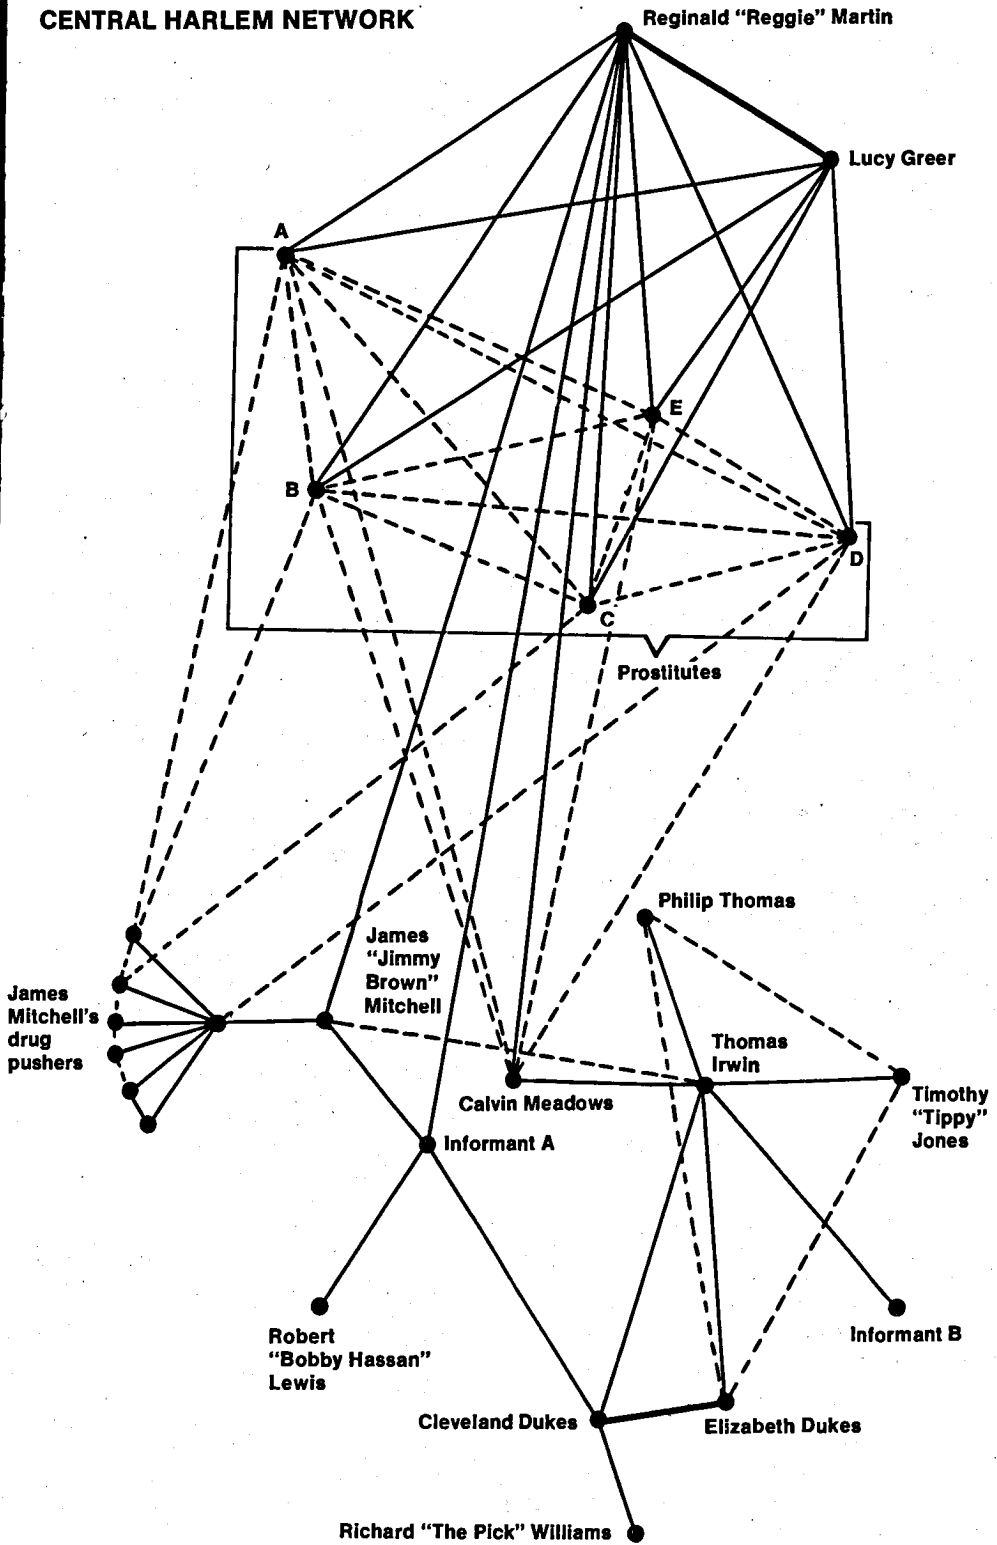 CENTRAL HARLEM NETWORK
Reginald “Reggie” Martin
Lucy Greer
A
E
B
D
C
Prostitutes
Philip Thomas
James
“Jimmy
Brown”
Mitchell
James
Mitchell’s
drug
pushers
Thomas
Irwin
Calvin Meadows
Timothy
“Tippy”
Jones
Informant A
Robert
“Bobby Hassan”
Lewis
Informant B
Cleveland Dukes
Elizabeth Dukes
Richard “The Pick” Williams